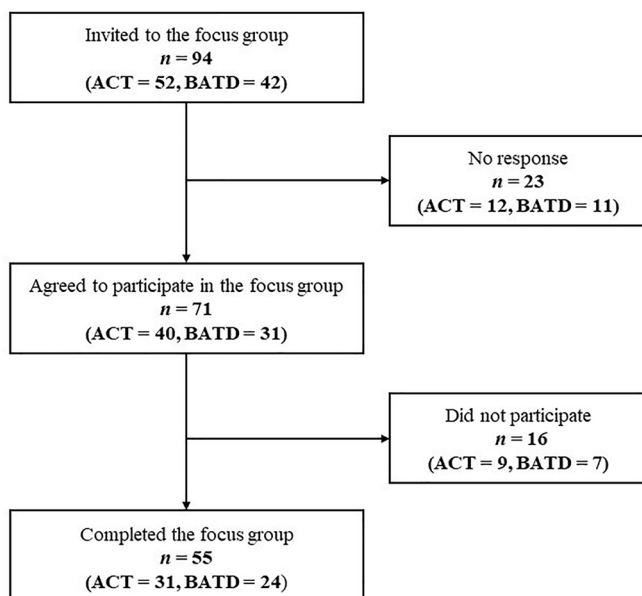 Invited to the focus group
n = 94
(ACT = 52, BATD = 42)
No response
n = 23
(ACT = 12, BATD = 11)
Agreed to participate in the focus group
n = 71
(ACT = 40, BATD = 31)
Did not participate
n = 16
(ACT = 9, BATD = 7)
Completed the focus group
n = 55
(ACT = 31, BATD = 24)